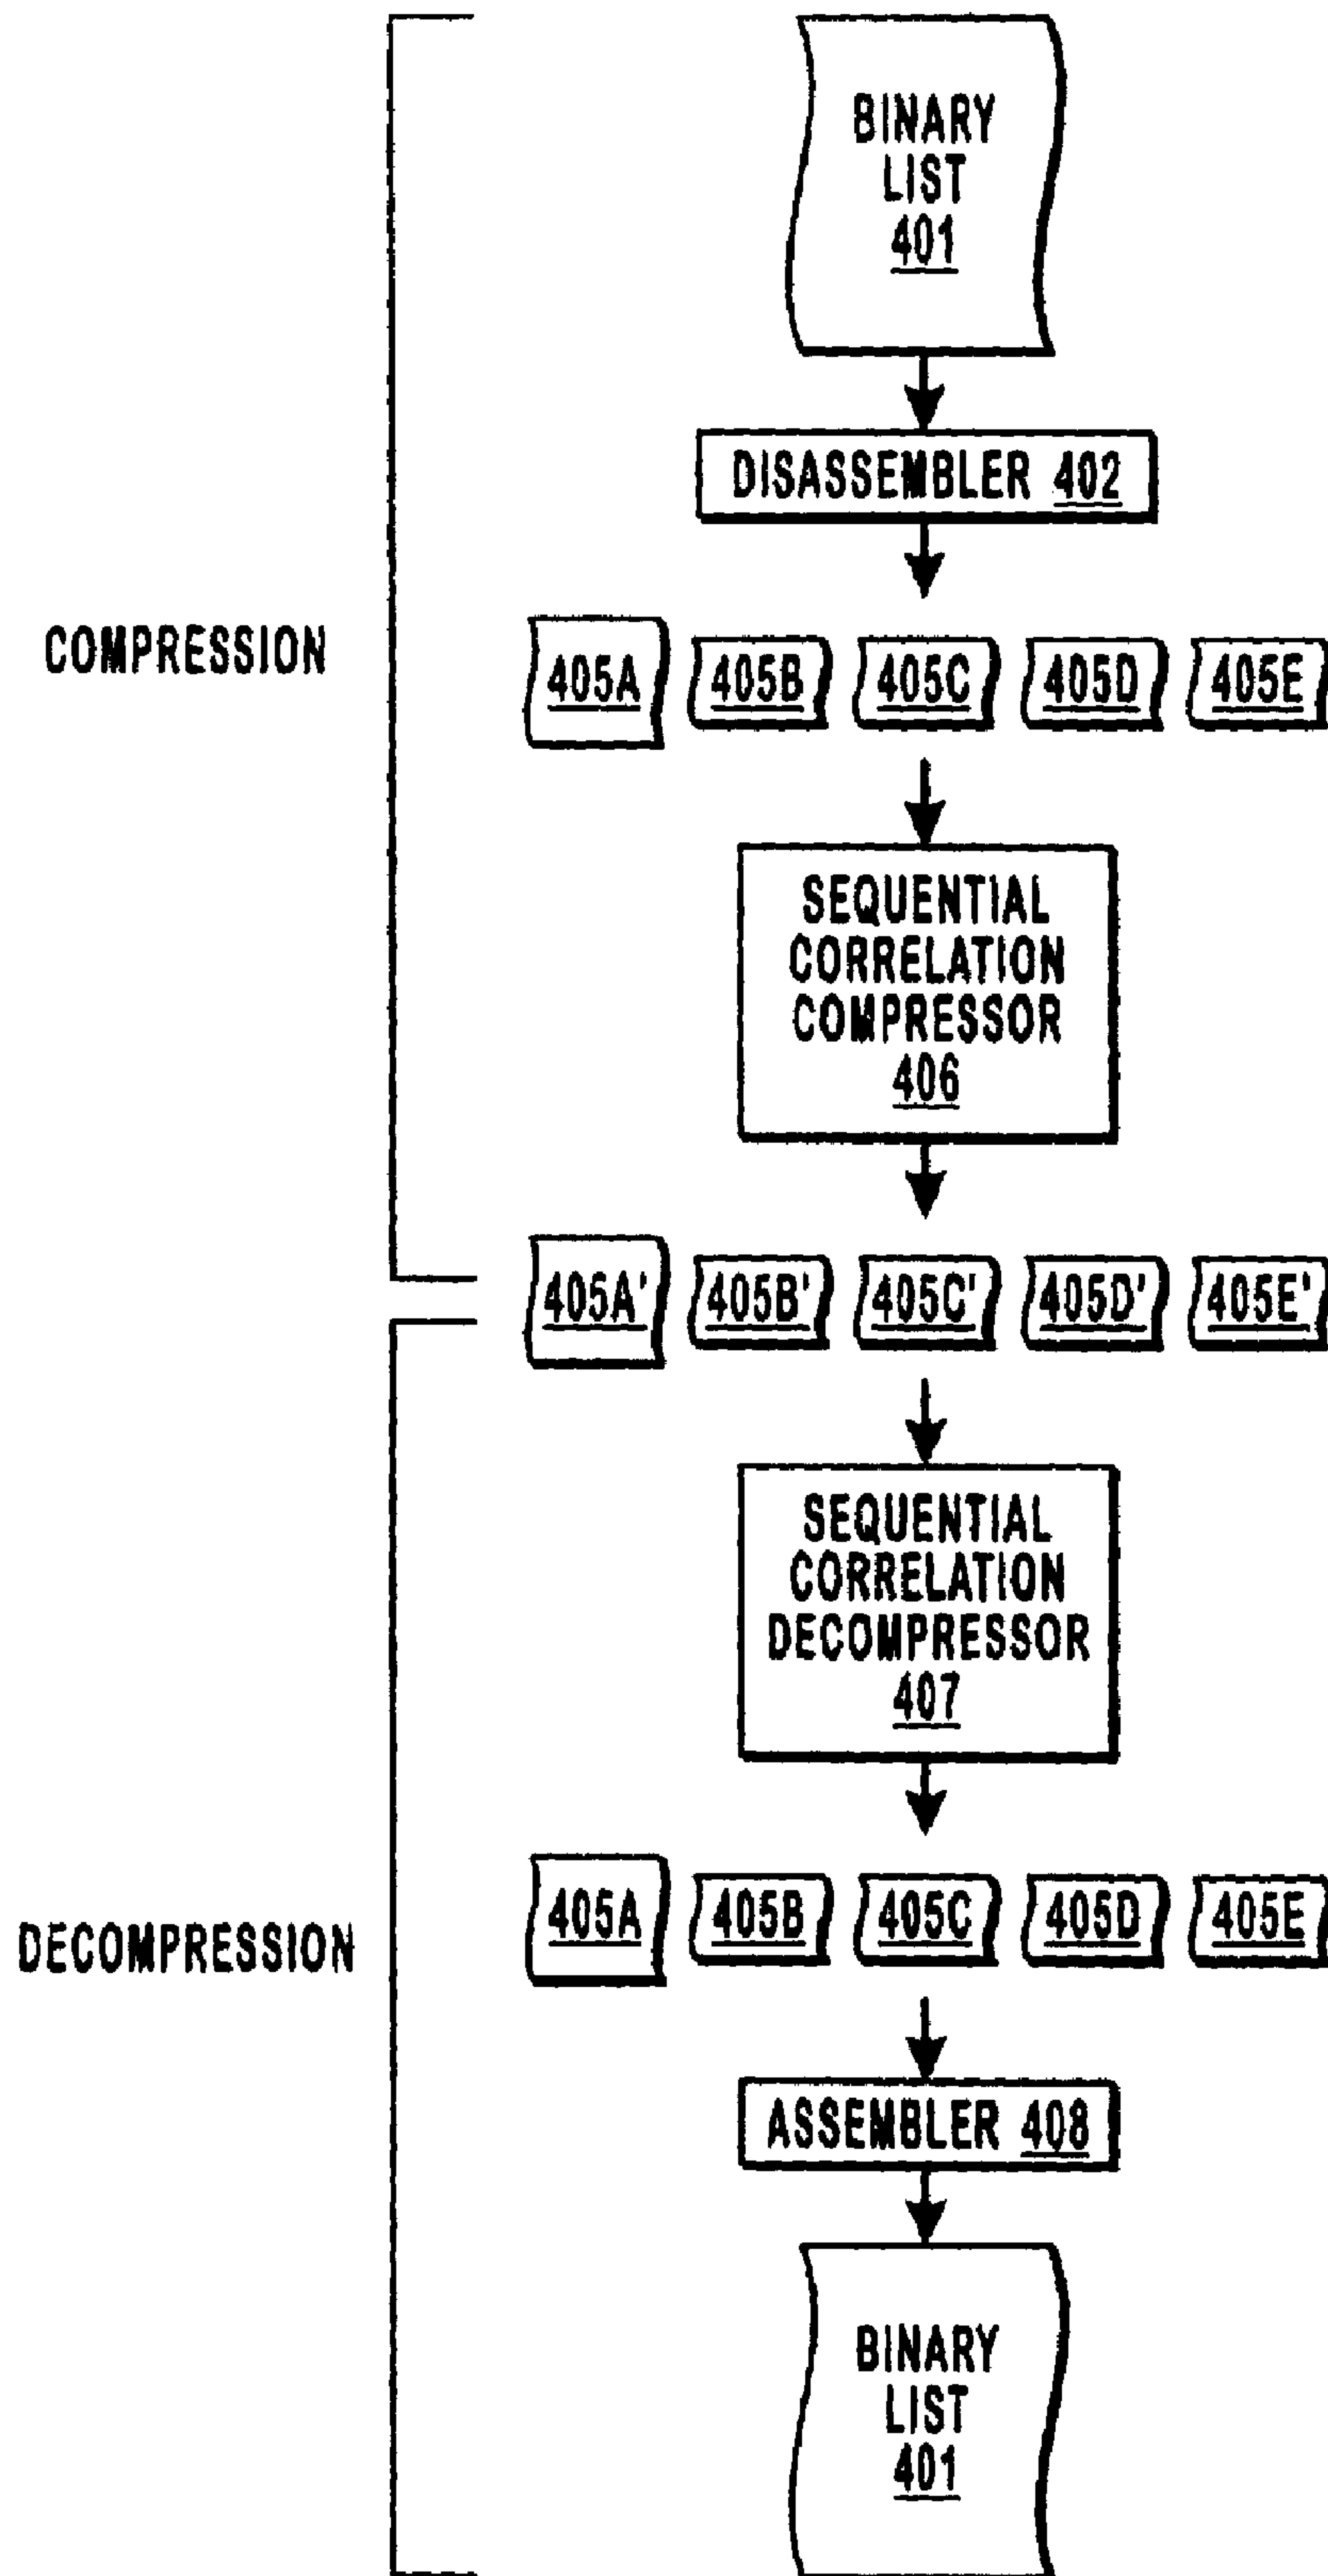 BINARY
LIST
401
DISASSEMBLER 402
COMPRESSION
405A 405B 405C 405D 405E
SEQUENTIAL
CORRELATION
COMPRESSOR
406
405A' 405B' 405C' 405D' 405E'
SEQUENTIAL
CORRELATION
DECOMPRESSOR
407
405A 405B 405C 405D 405E
DECOMPRESSION
ASSEMBLER 408
BINARY
LIST
401